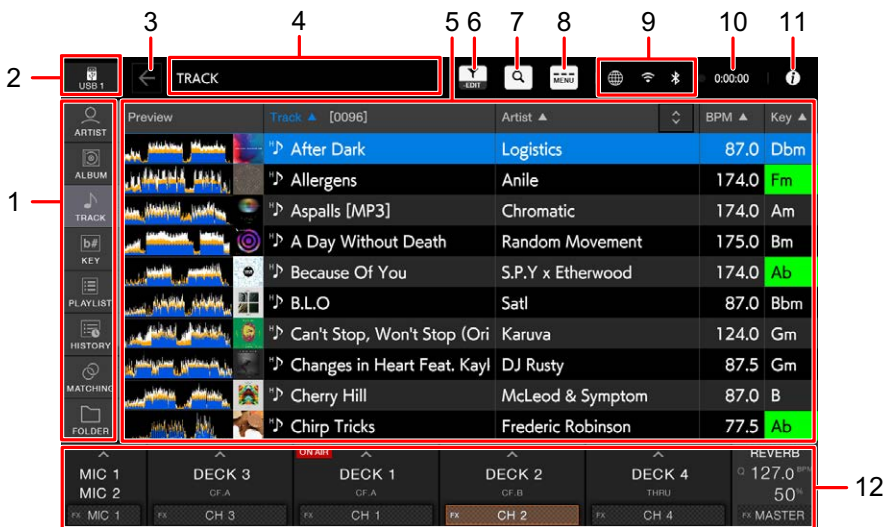 3 4 5 6 7 8 9 10 11
2
USB 1 TRACK -EDIT MENU 0:00:00 i
Preview Track ▲ [0096] Artist ▲ BPM ▲ Key ▲
After Dark Logistics 87.0 Dbm
Allergens Anile 174.0 Fm
Aspalls [MP3] Chromatic 174.0 Am
A Day Without Death Random Movement 175.0 Bm
Because Of You S.P.Y x Etherwood 174.0 Ab
B.L.O Satl 87.0 Bbm
Can't Stop, Won't Stop (Ori Karuva 124.0 Gm
Changes in Heart Feat. Kayl DJ Rusty 87.5 Gm
Cherry Hill McLeod & Symptom 87.0 B
Chirp Tricks Frederic Robinson 77.5 Ab
1
ARTIST
ALBUM
TRACK
b#
KEY
PLAYLIST
HISTORY
MATCHING
FOLDER
ON AIR REVERB
MIC 1 DECK 3 DECK 1 DECK 2 DECK 4 127.0 BPM
MIC 2 CF.A CF.A CF.B THRU 50%
FX MIC 1 FX CH 3 FX CH 1 FX CH 2 FX CH 4 FX MASTER
12